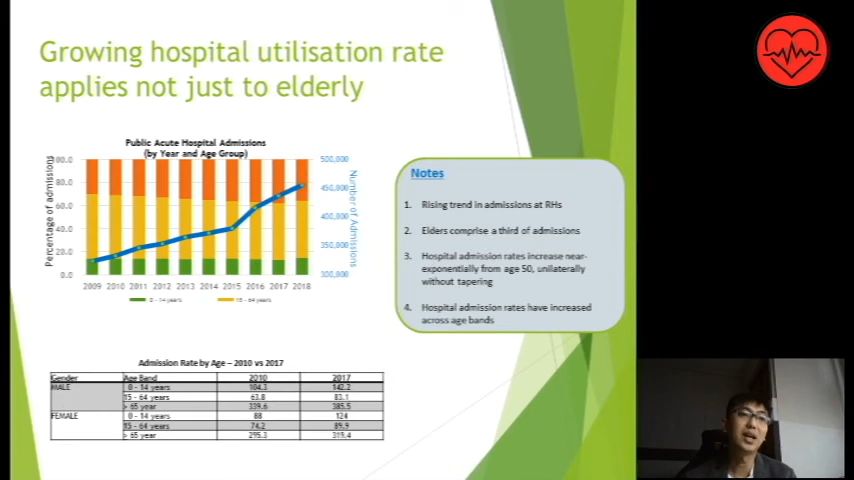 Growing hospital utilisation rate
applies not just to elderly
Public Acute Hospital Admissions
(by Year and Age Group)
Percentage of admissions
00.0
80.0
60.0
40.0
20.0
0.0
500,000
450,000
400,000
350,000
300,000
Number of Admissions
2009 2010 2011 2012 2013 2014 2015 2016 2017 2018
0 - 14 years 15 - 64 years
Notes
1. Rising trend in admissions at RHs
2. Elders comprise a third of admissions
3. Hospital admission rates increase near-
exponentially from age 50, unilaterally
without tapering
4. Hospital admission rates have increased
across age bands
Admission Rate by Age – 2010 vs 2017
Gender Age Band 2010 2017
MALE 0 - 14 years 104.3 142.2
15 - 64 years 63.8 83.1
> 65 year 339.6 385.5
FEMALE 0 - 14 years 88 124
15 - 64 years 74.2 89.9
> 65 year 295.3 319.4